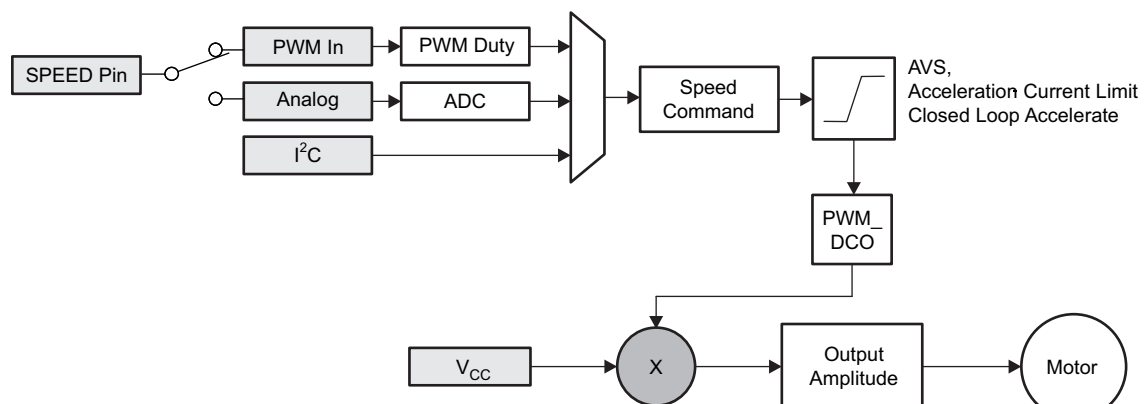 SPEED Pin
PWM In
PWM Duty
Analog
ADC
I²C
Speed
Command
AVS,
Acceleration Current Limit
Closed Loop Accelerate
PWM_
DCO
V_CC
X
Output
Amplitude
Motor